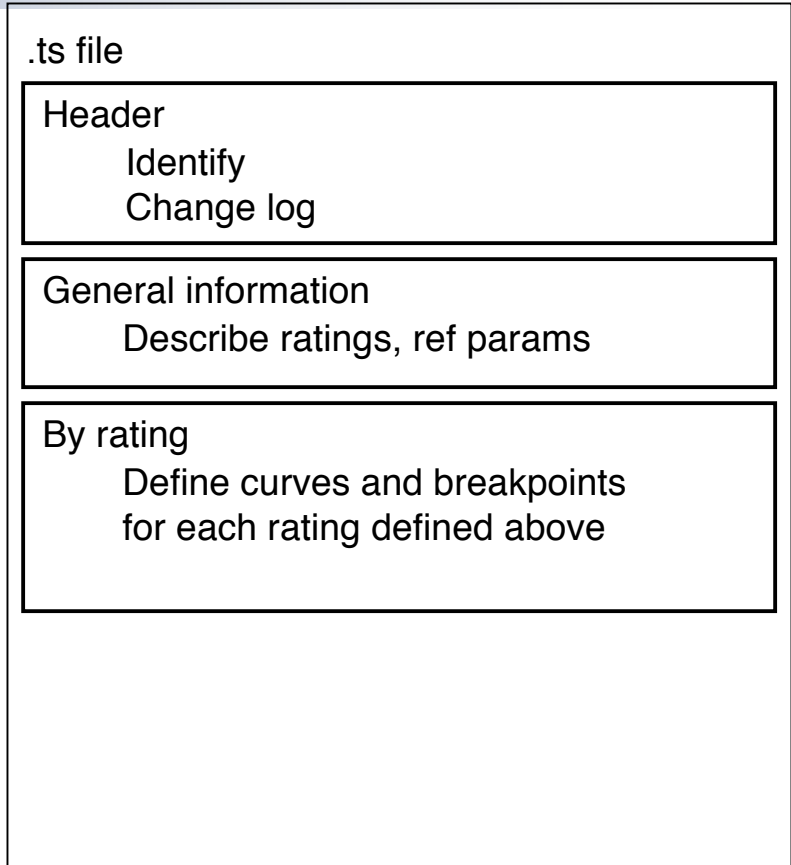 .ts file
Header
Identify
Change log
General information
Describe ratings, ref params
By rating
Define curves and breakpoints
for each rating defined above